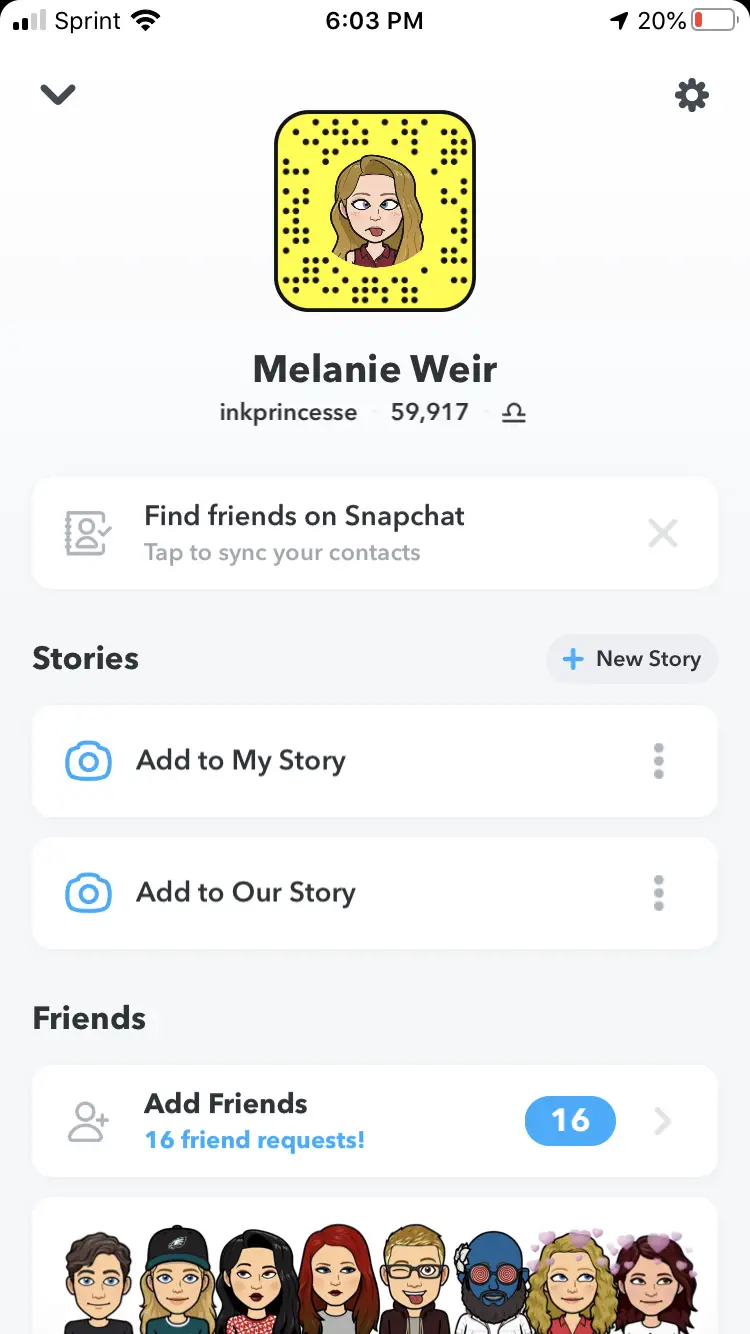 Sprint 6:03 PM 20%
Melanie Weir
inkprincesse 59,917 ♎
Find friends on Snapchat
Tap to sync your contacts
Stories
+ New Story
Add to My Story
Add to Our Story
Friends
Add Friends
16 friend requests!
16